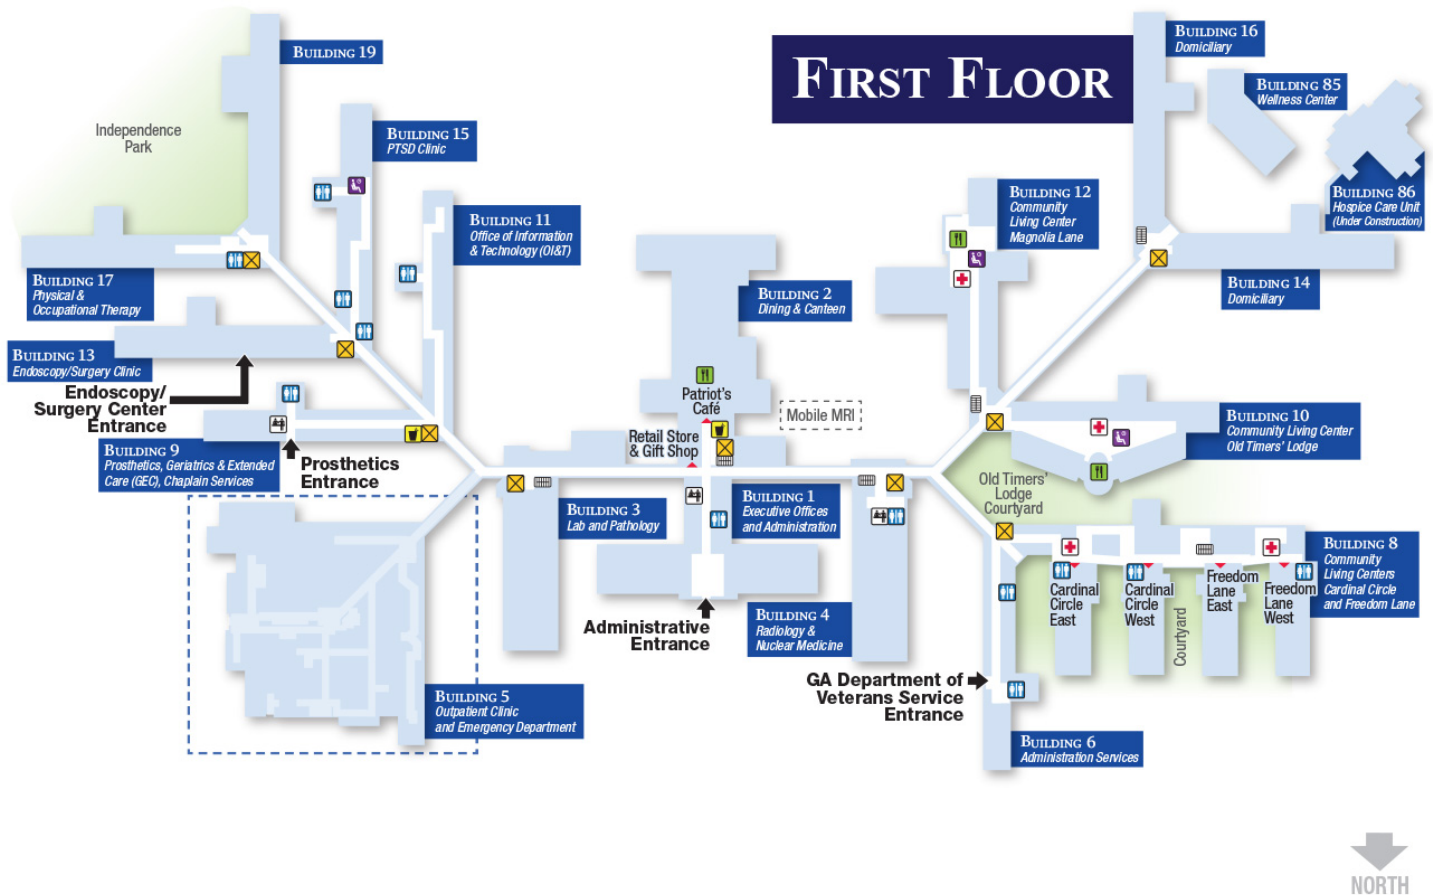 FIRST FLOOR
BUILDING 19
BUILDING 16
Domiciliary
BUILDING 85
Wellness Center
Independence
Park
BUILDING 15
PTSD Clinic
BUILDING 12
Community
Living Center
Magnolia Lane
BUILDING 86
Hospice Care Unit
(Under Construction)
BUILDING 11
Office of Information
& Technology (OI&T)
BUILDING 17
Physical &
Occupational Therapy
BUILDING 2
Dining & Canteen
BUILDING 14
Domiciliary
BUILDING 13
Endoscopy/Surgery Clinic
Endoscopy/
Surgery Center
Entrance
Patriot's
Café
Mobile MRI
BUILDING 10
Community Living Center
Old Timers' Lodge
Retail Store
& Gift Shop
BUILDING 9
Prosthetics, Geriatrics & Extended
Care (GEC), Chaplain Services
Prosthetics
Entrance
Old Timers'
Lodge
Courtyard
BUILDING 3
Lab and Pathology
BUILDING 1
Executive Offices
and Administration
BUILDING 8
Community
Living Centers
Cardinal Circle
and Freedom Lane
Cardinal
Circle
East
Cardinal
Circle
West
Courtyard
Freedom
Lane
East
Freedom
Lane
West
Administrative
Entrance
BUILDING 4
Radiology &
Nuclear Medicine
GA Department of
Veterans Service
Entrance
BUILDING 5
Outpatient Clinic
and Emergency Department
BUILDING 6
Administration Services
NORTH